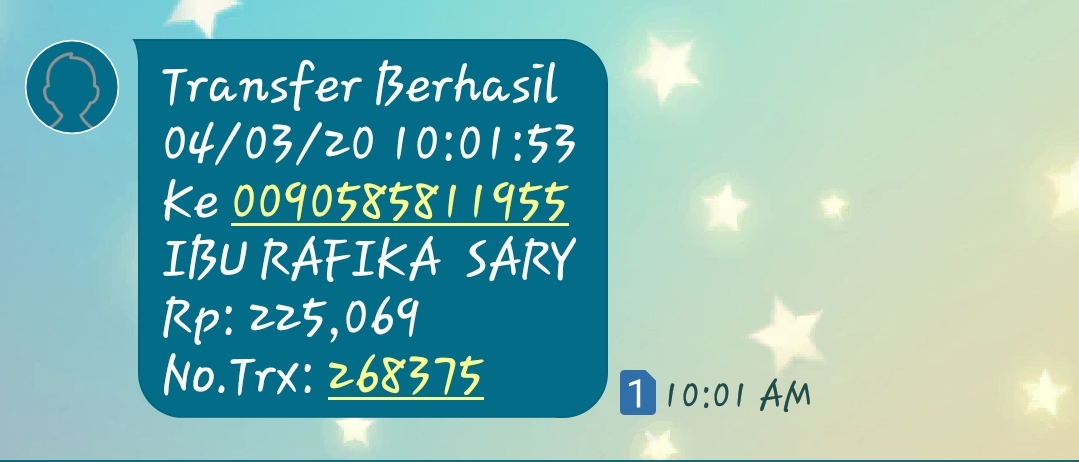 Transfer Berhasil
04/03/20 10:01:53
Ke 0090585811955
IBU RAFIKA SARY
Rp: 225,069
No.Trx: 268375
1 10:01 AM